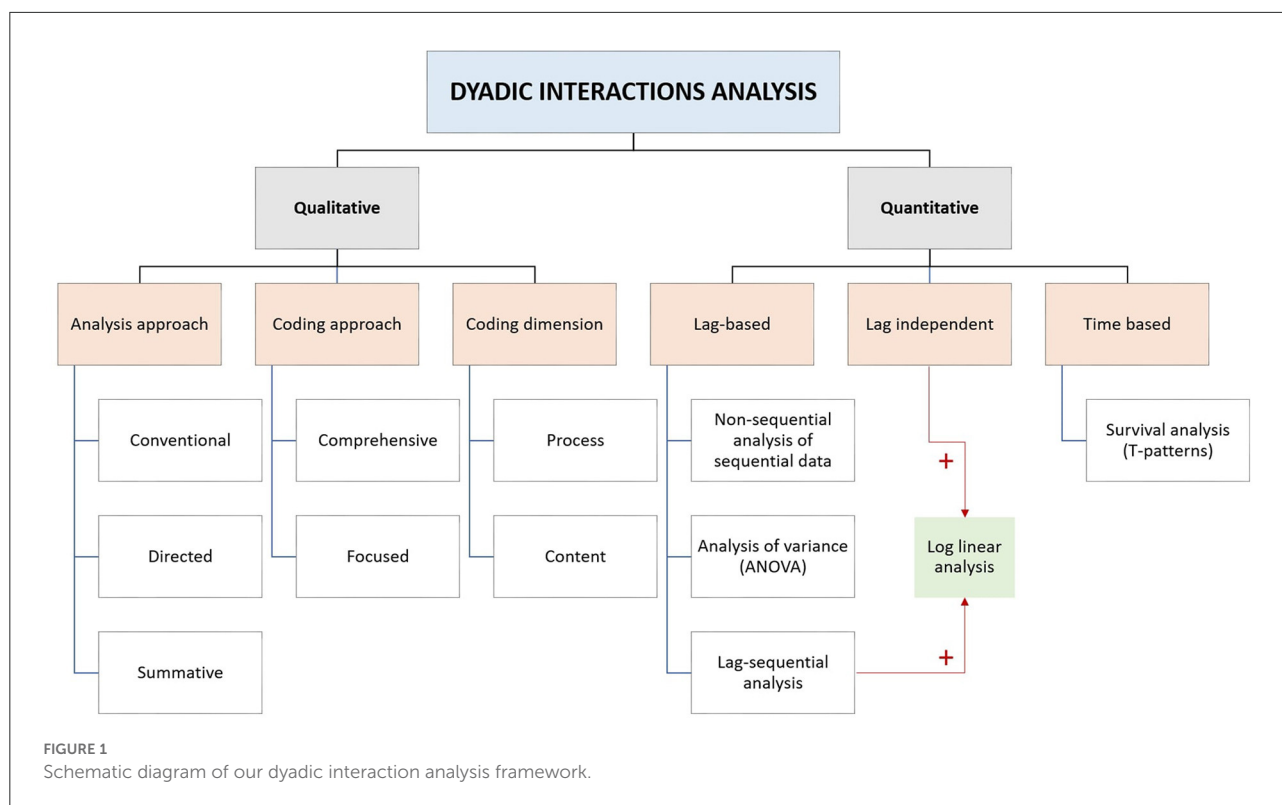 DYADIC INTERACTIONS ANALYSIS
Qualitative
Quantitative
Analysis approach
Coding approach
Coding dimension
Lag-based
Lag independent
Time based
Conventional
Comprehensive
Process
Non-sequential
analysis of
sequential data
Survival analysis
(T-patterns)
+
Directed
Focused
Content
Analysis of variance
(ANOVA)
Log linear
analysis
Summative
Lag-sequential
analysis
+
FIGURE 1
Schematic diagram of our dyadic interaction analysis framework.